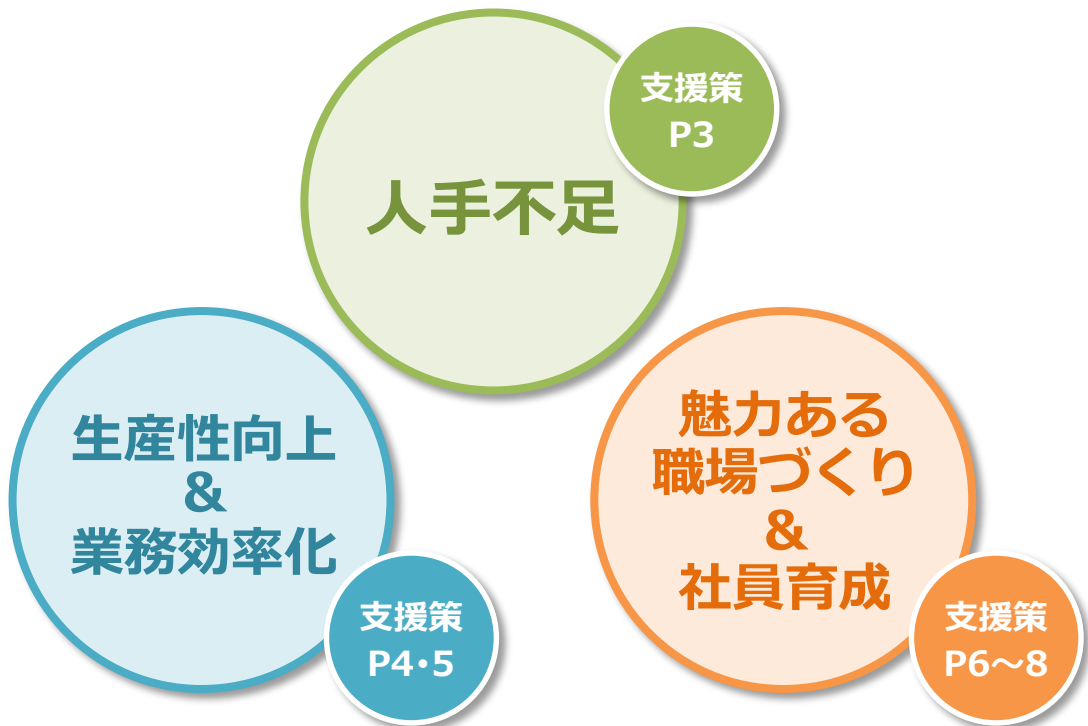 人手不足
支援策
P3
生産性向上
&
業務効率化
支援策
P4・5
魅力ある
職場づくり
&
社員育成
支援策
P6～8